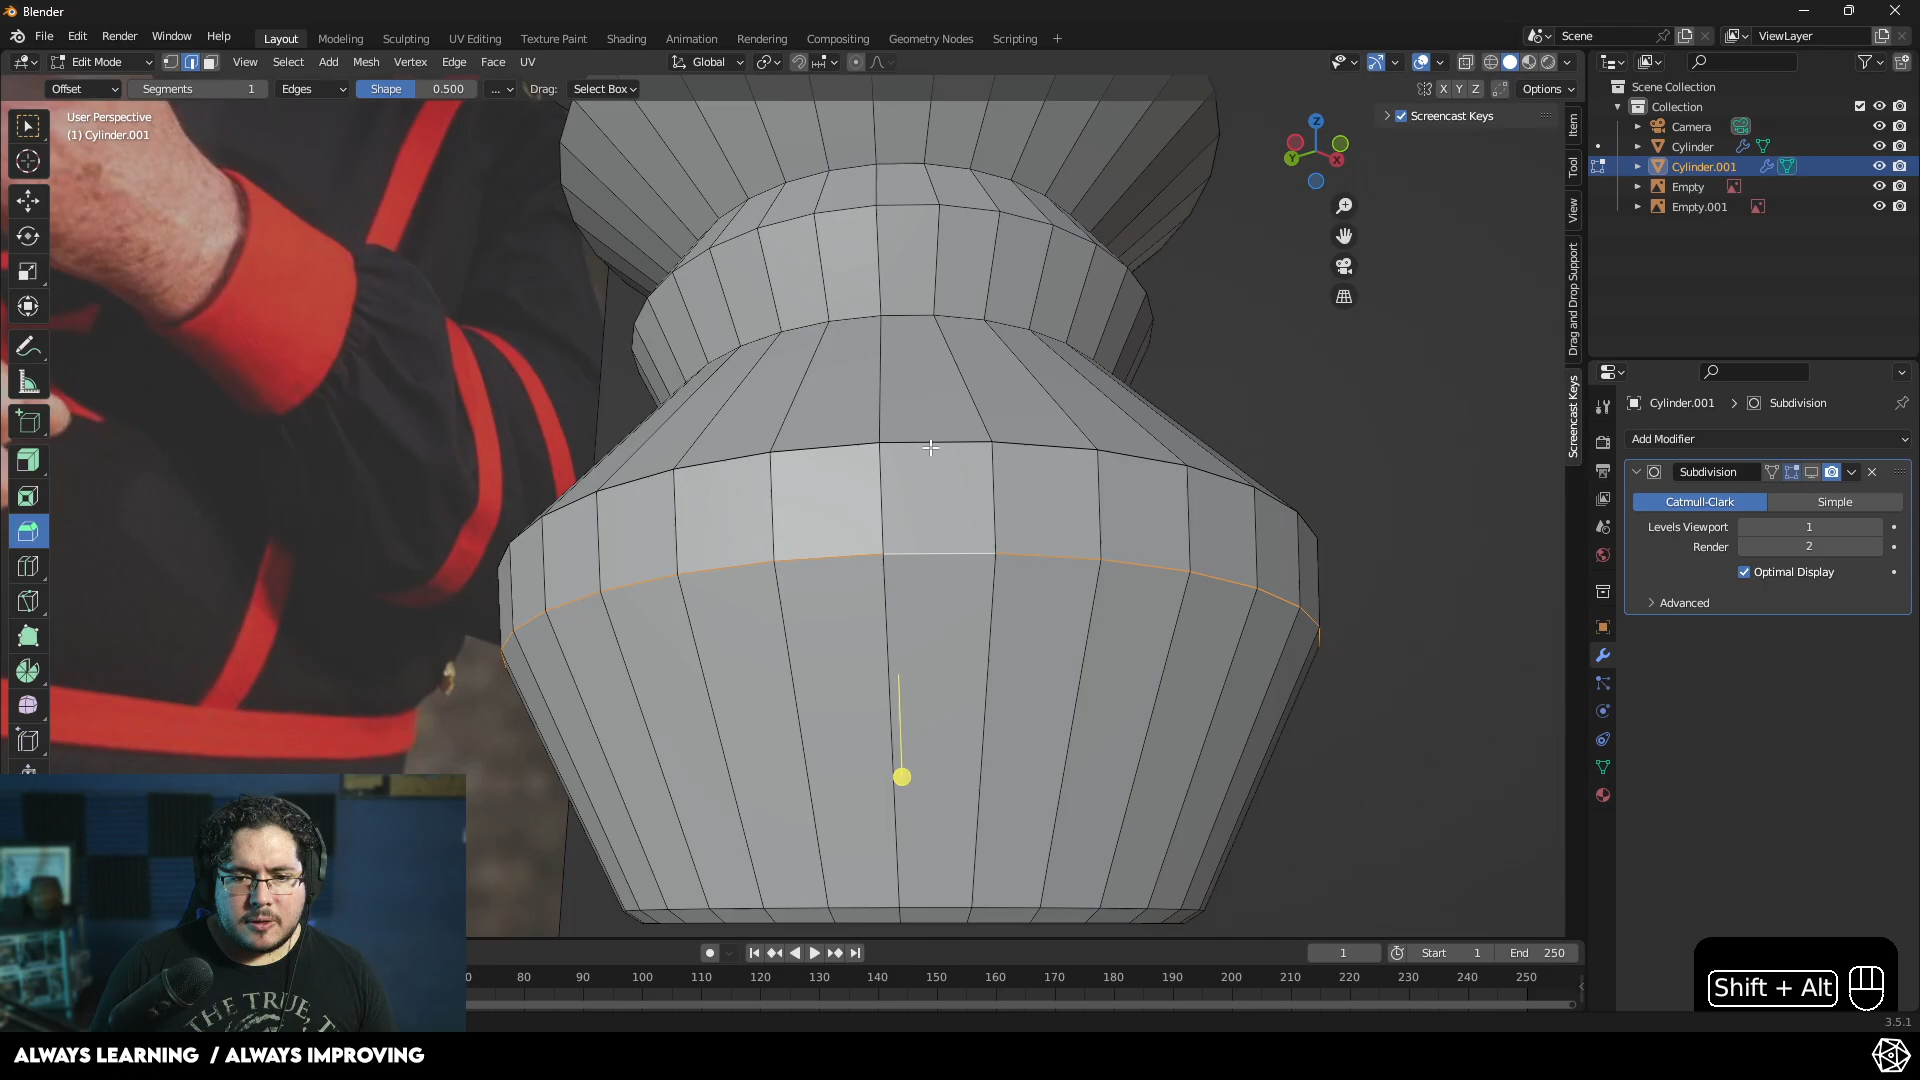 Blender
File Edit Render Window Help
Layout Modeling Sculpting UV Editing Texture Paint Shading Animation Rendering Compositing Geometry Nodes Scripting +
Scene
ViewLayer
Edit Mode
View Select Add Mesh Vertex Edge Face UV
Global
Offset
Segments 1
Edges
Shape 0.500
...
Drag: Select Box
X Y Z
Options
User Perspective
(1) Cylinder.001
Screencast Keys
Z
Y
X
Item
Tool
View
Drag and Drop Support
Screencast Keys
Scene Collection
Collection
Camera
Cylinder
Cylinder.001
Empty
Empty.001
Cylinder.001 > Subdivision
Add Modifier
Subdivision
Catmull-Clark Simple
Levels Viewport 1
Render 2
Optimal Display
Advanced
1
Start 1
End 250
0 80 90 100 110 120 130 140 150 160 170 180 190 200 210 220 230 240 250
Shift + Alt
3.5.1
THE TRUE, T
ALWAYS LEARNING / ALWAYS IMPROVING